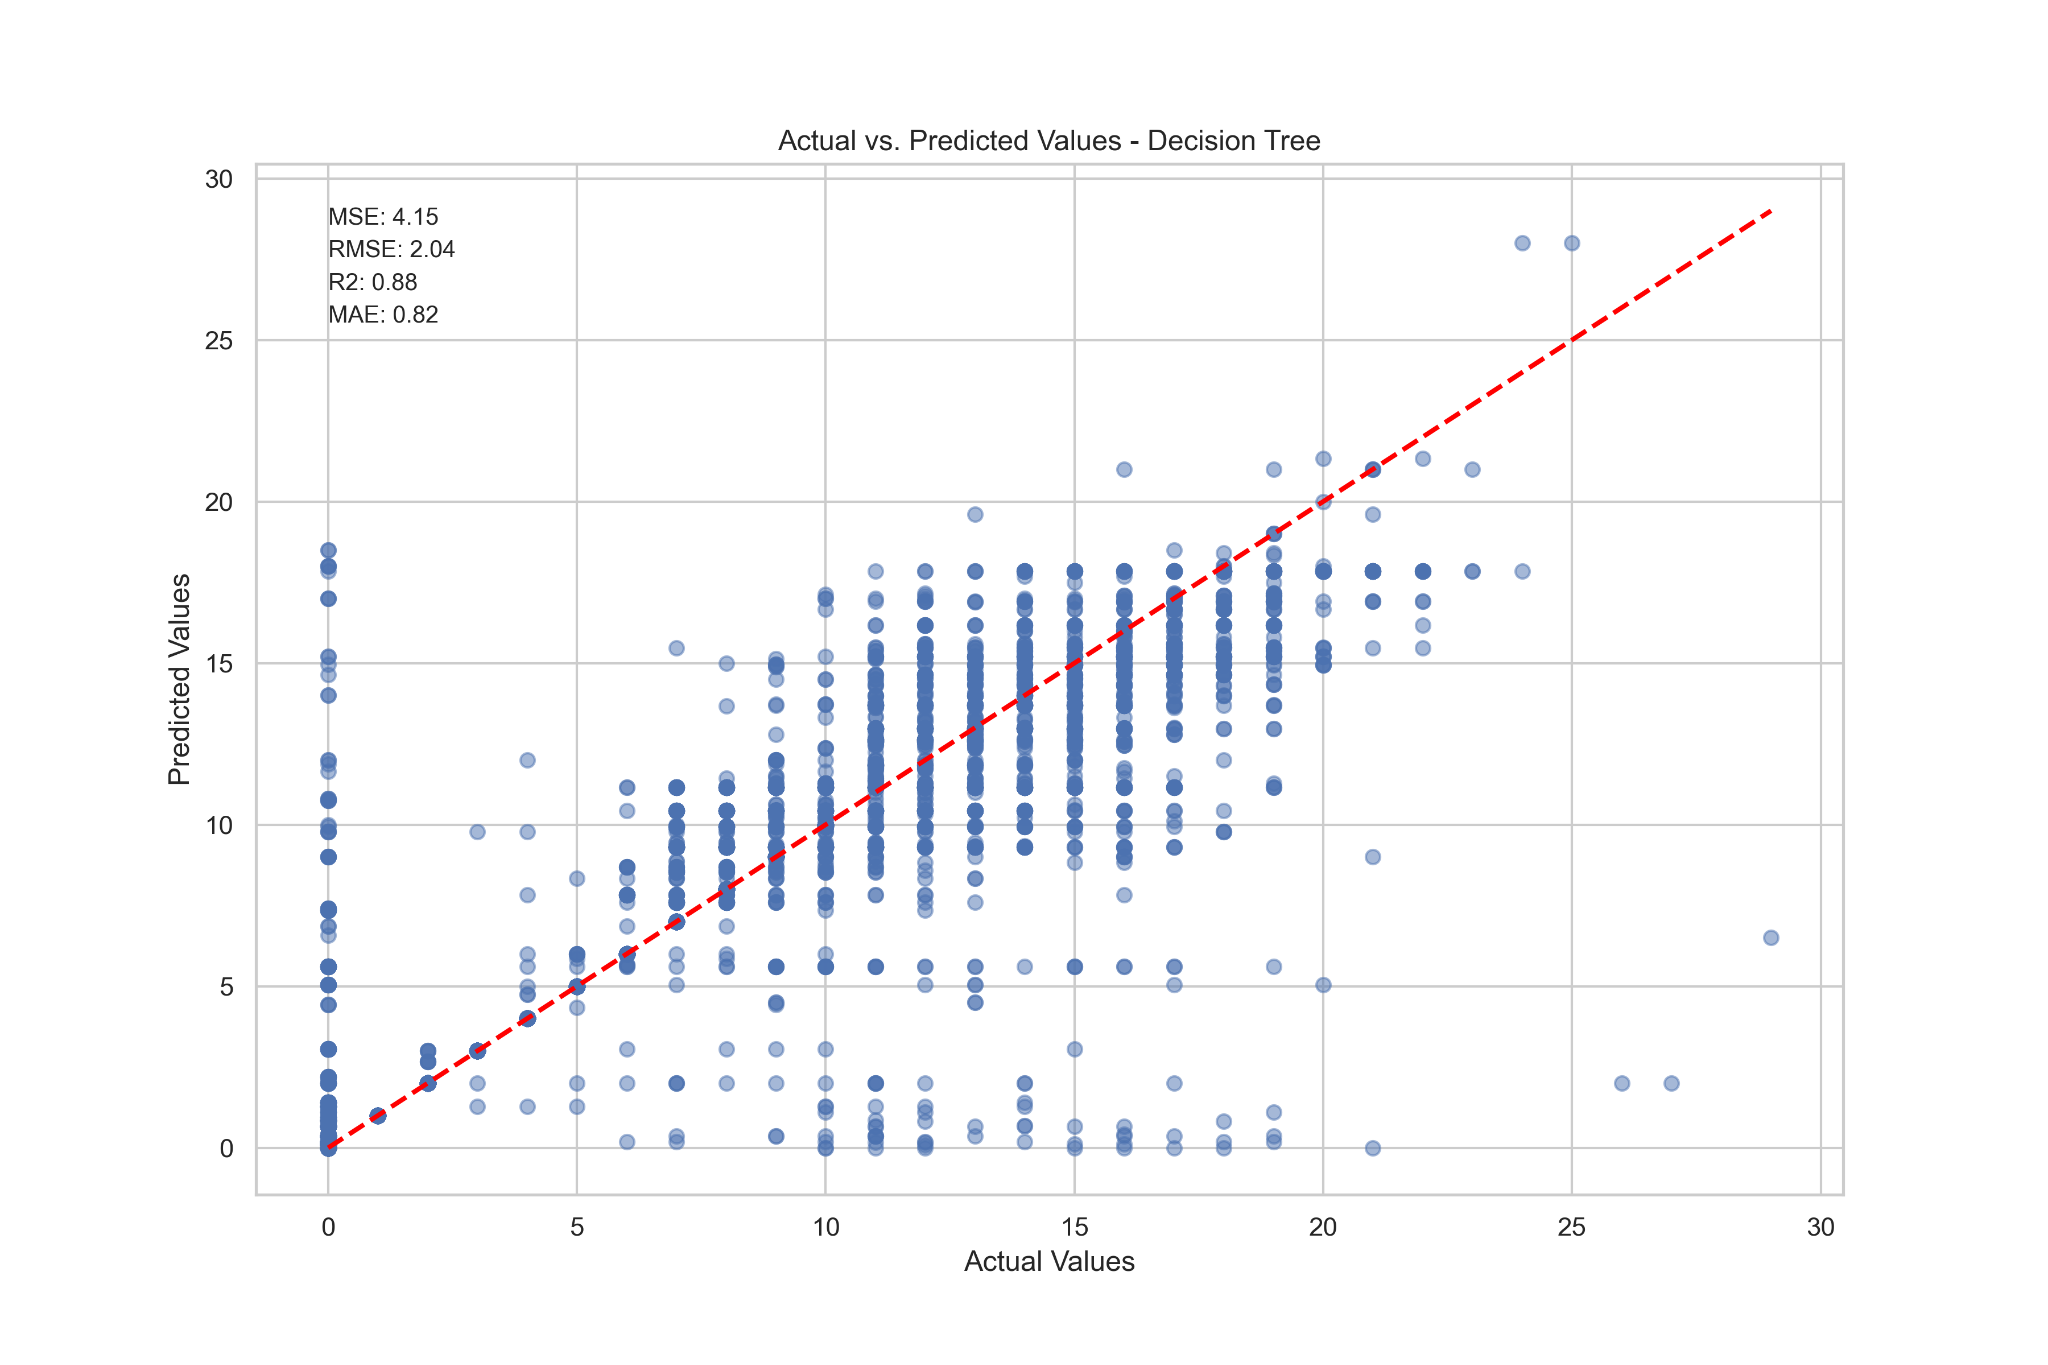 Actual vs. Predicted Values - Decision Tree
30
MSE: 4.15
RMSE: 2.04
R2: 0.88
MAE: 0.82
25
20
15
10
5
0
Predicted Values
0 5 10 15 20 25 30
Actual Values